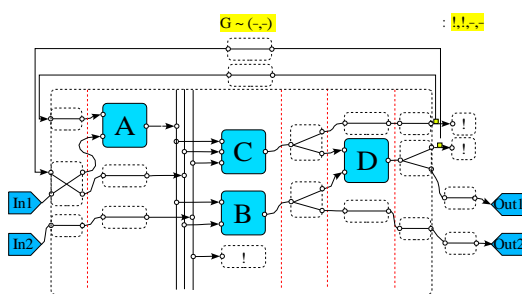 G ~ (-,-)
: !,!,-,-
A
!
!
C
D
In1
Out1
B
In2
Out2
!